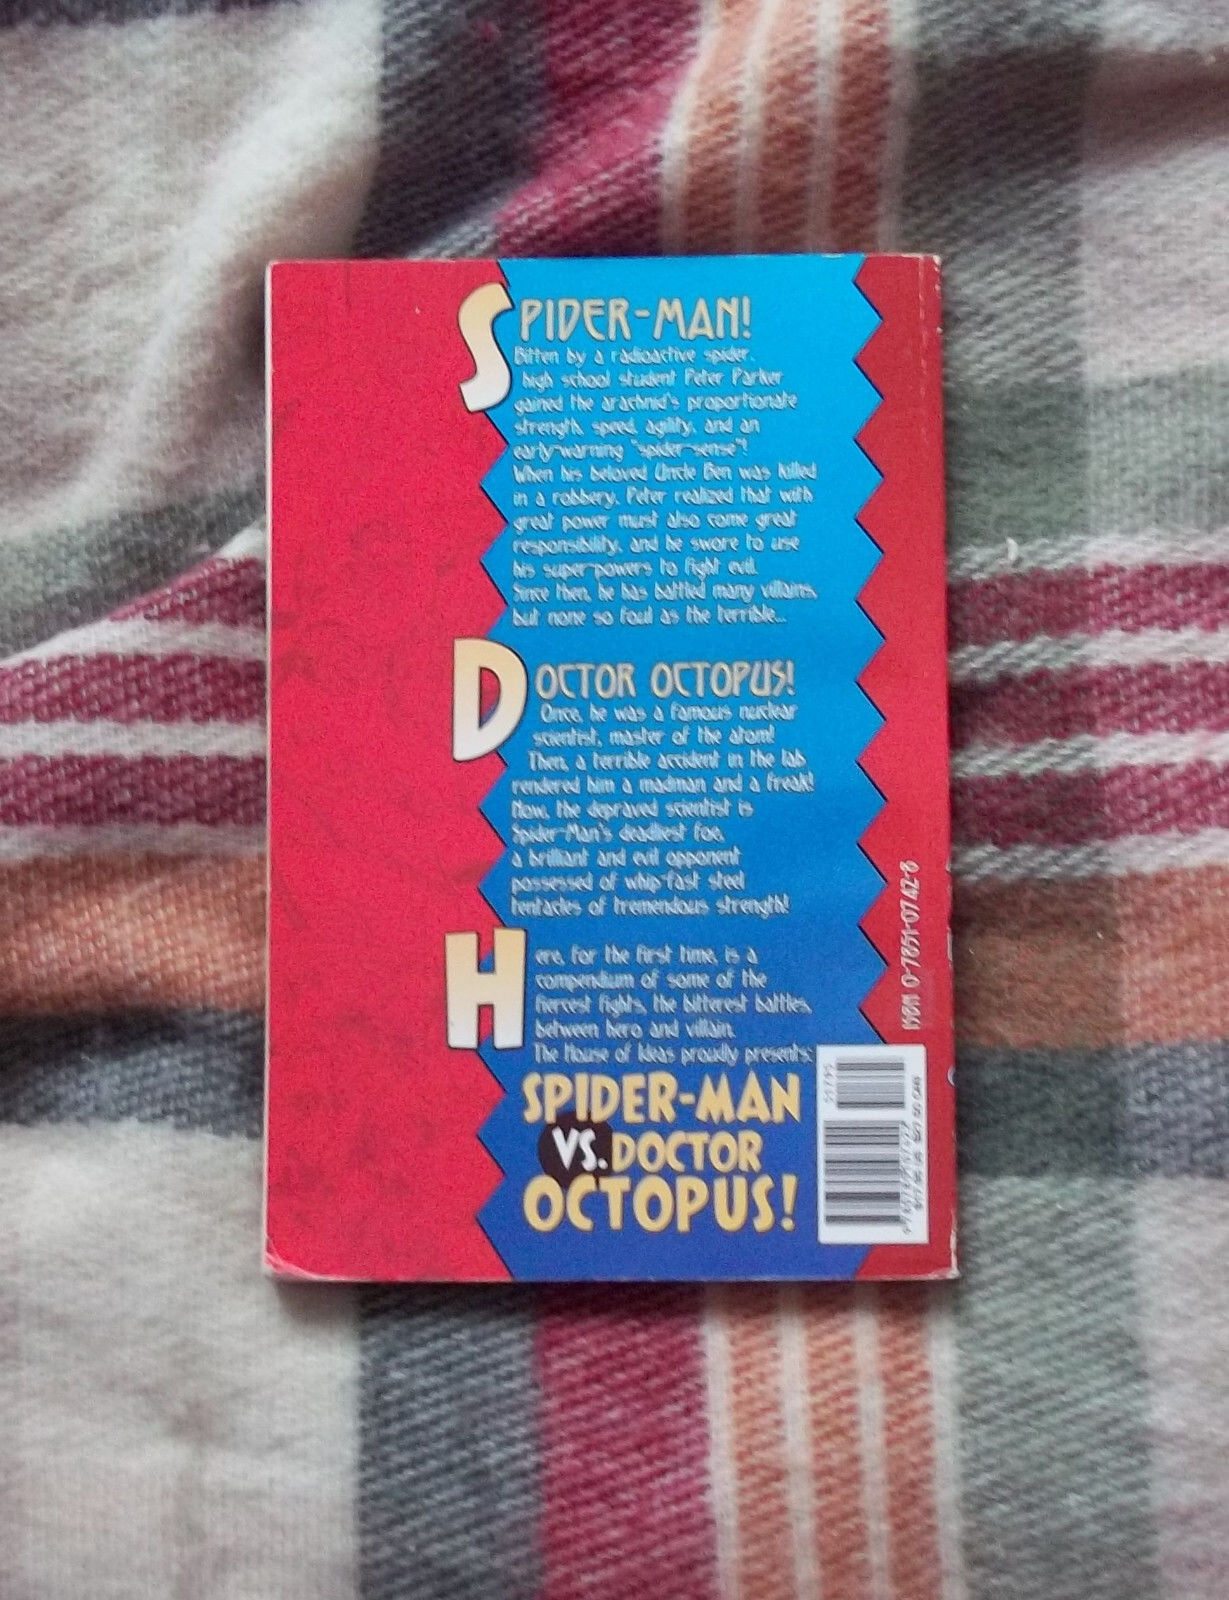 SPIDER-MAN!
Bitten by a radioactive spider,
high school student Peter Parker
gained the arachnid's proportionate
strength, speed, agility, and an
early-warning "spider-sense"!
When his beloved Uncle Ben was killed
in a robbery, Peter realized that with
great power must also come great
responsibility, and he swore to use
his super-powers to fight evil.
Since then, he has battled many villains,
but none so foul as the terrible...
DOCTOR OCTOPUS!
Once, he was a famous nuclear
scientist, master of the atom!
Then, a terrible accident in the lab
rendered him a madman and a freak!
Now, the depraved scientist is
Spider-Man's deadliest foe,
a brilliant and evil opponent
possessed of whip-fast steel
tentacles of tremendous strength!
Here, for the first time, is a
compendium of some of the
fiercest fights, the bitterest battles,
between hero and villain.
The House of Ideas proudly presents:
SPIDER-MAN
VS. DOCTOR
OCTOPUS!
ISBN 0-7851-0742-8